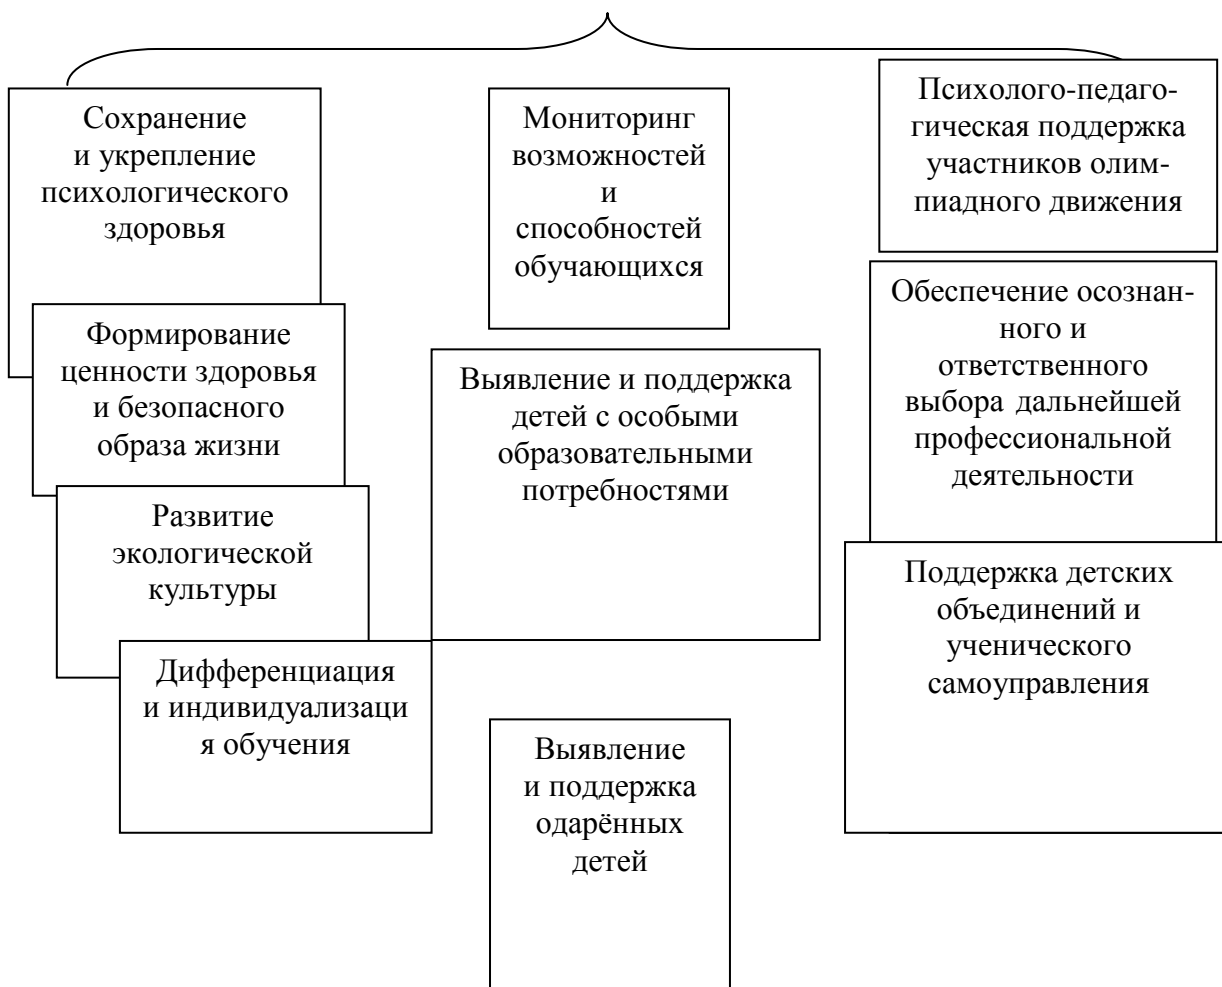 Сохранение
и укрепление
психологического
здоровья
Формирование
ценности здоровья
и безопасного
образа жизни
Развитие
экологической
культуры
Дифференциация
и индивидуализаци
я обучения
Мониторинг
возможностей
и
способностей
обучающихся
Выявление и поддержка
детей с особыми
образовательными
потребностями
Выявление
и поддержка
одарённых
детей
Психолого-педаго-
гическая поддержка
участников олим-
пиадного движения
Обеспечение осознан-
ного и
ответственного
выбора дальнейшей
профессиональной
деятельности
Поддержка детских
объединений и
ученического
самоуправления